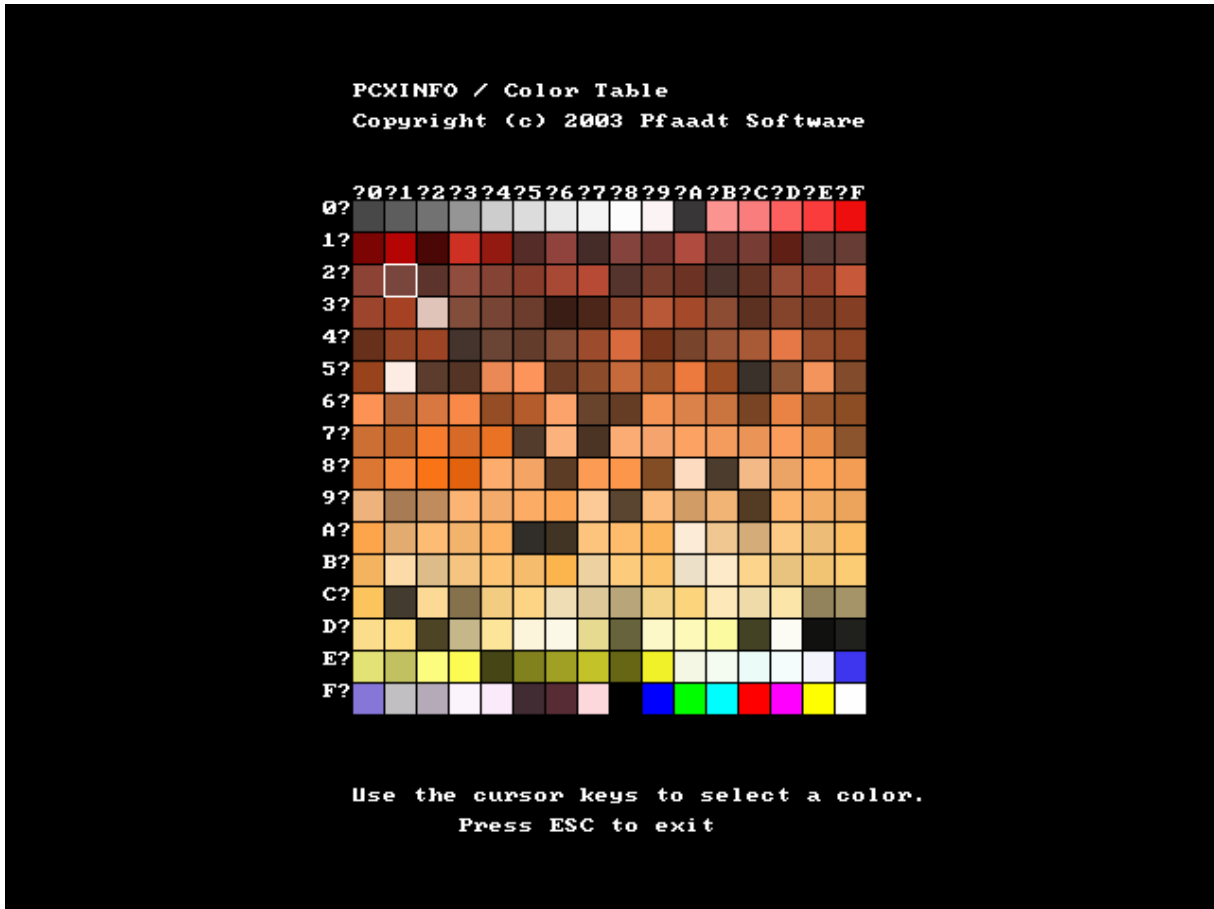 PCXINFO / Color Table
Copyright (c) 2003 Pfaadt Software
?0?1?2?3?4?5?6?7?8?9?A?B?C?D?E?F
0?
1?
2?
3?
4?
5?
6?
7?
8?
9?
A?
B?
C?
D?
E?
F?
Use the cursor keys to select a color.
Press ESC to exit